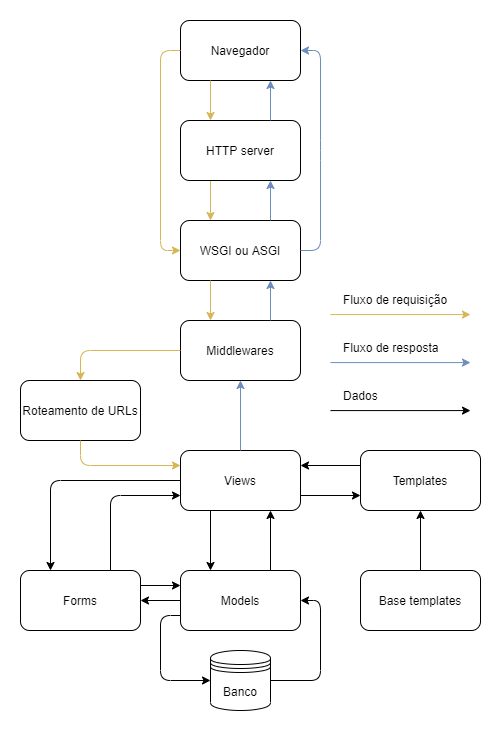 Navegador
HTTP server
WSGI ou ASGI
Fluxo de requisição
Middlewares
Fluxo de resposta
Dados
Roteamento de URLs
Views
Templates
Forms
Models
Base templates
Banco